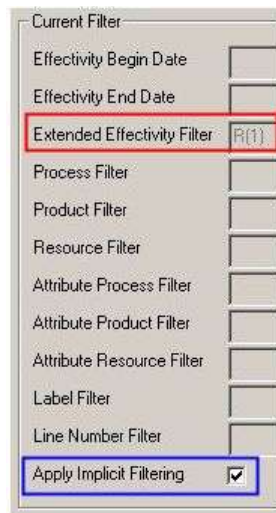 Current Filter
Effectivity Begin Date
Effectivity End Date
Extended Effectivity Filter R(1)
Process Filter
Product Filter
Resource Filter
Attribute Process Filter
Attribute Product Filter
Attribute Resource Filter
Label Filter
Line Number Filter
Apply Implicit Filtering